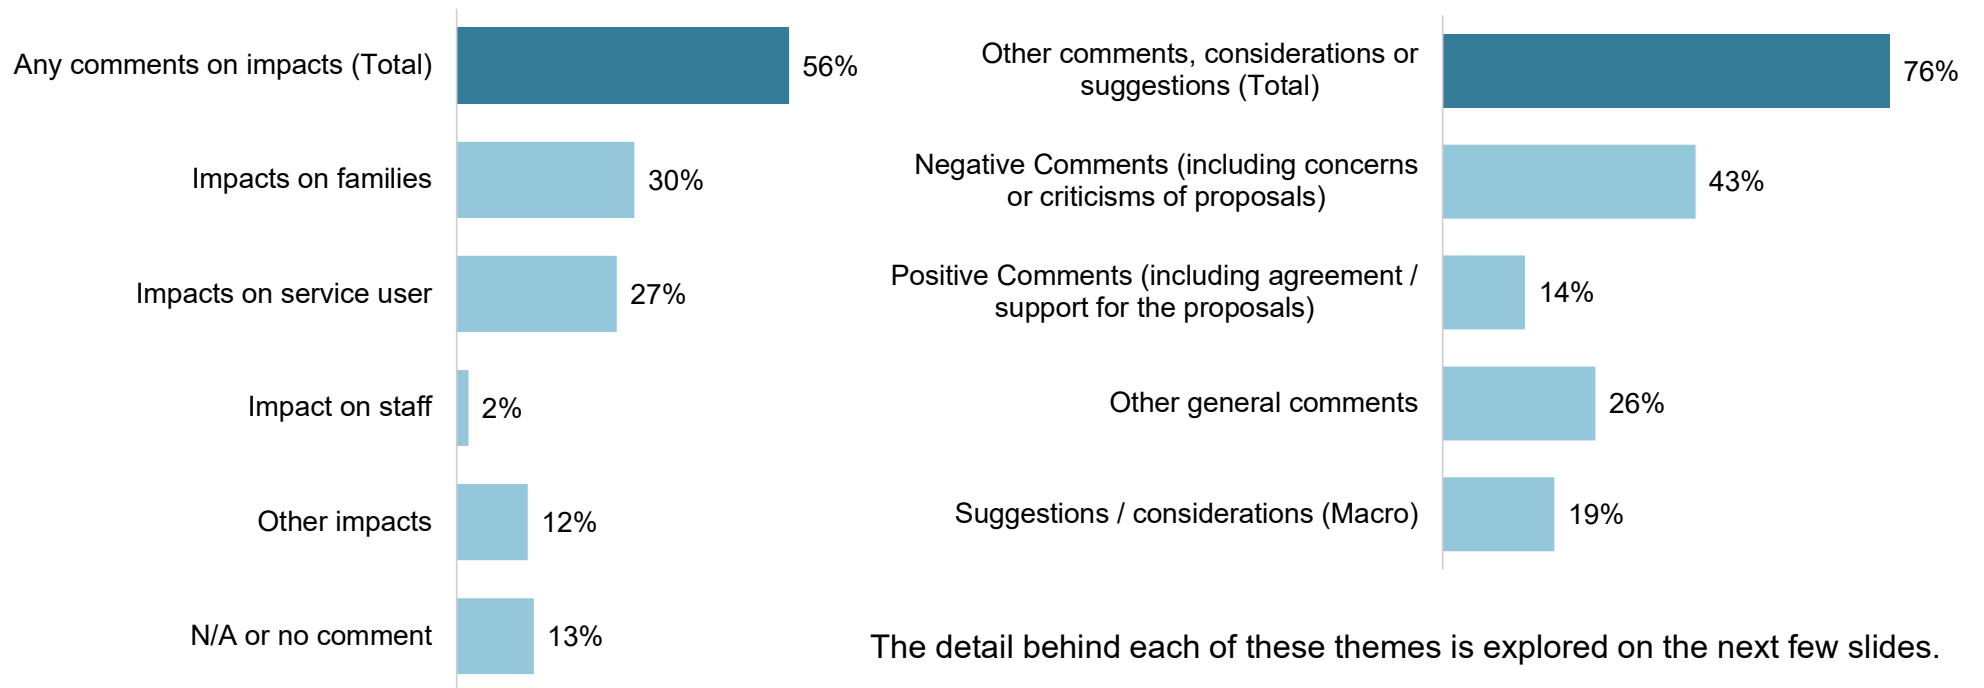 Any comments on impacts (Total)
56%
Impacts on families
30%
Impacts on service user
27%
Impact on staff
2%
Other impacts
12%
N/A or no comment
13%
Other comments, considerations or
suggestions (Total)
76%
Negative Comments (including concerns
or criticisms of proposals)
43%
Positive Comments (including agreement /
support for the proposals)
14%
Other general comments
26%
Suggestions / considerations (Macro)
19%
The detail behind each of these themes is explored on the next few slides.